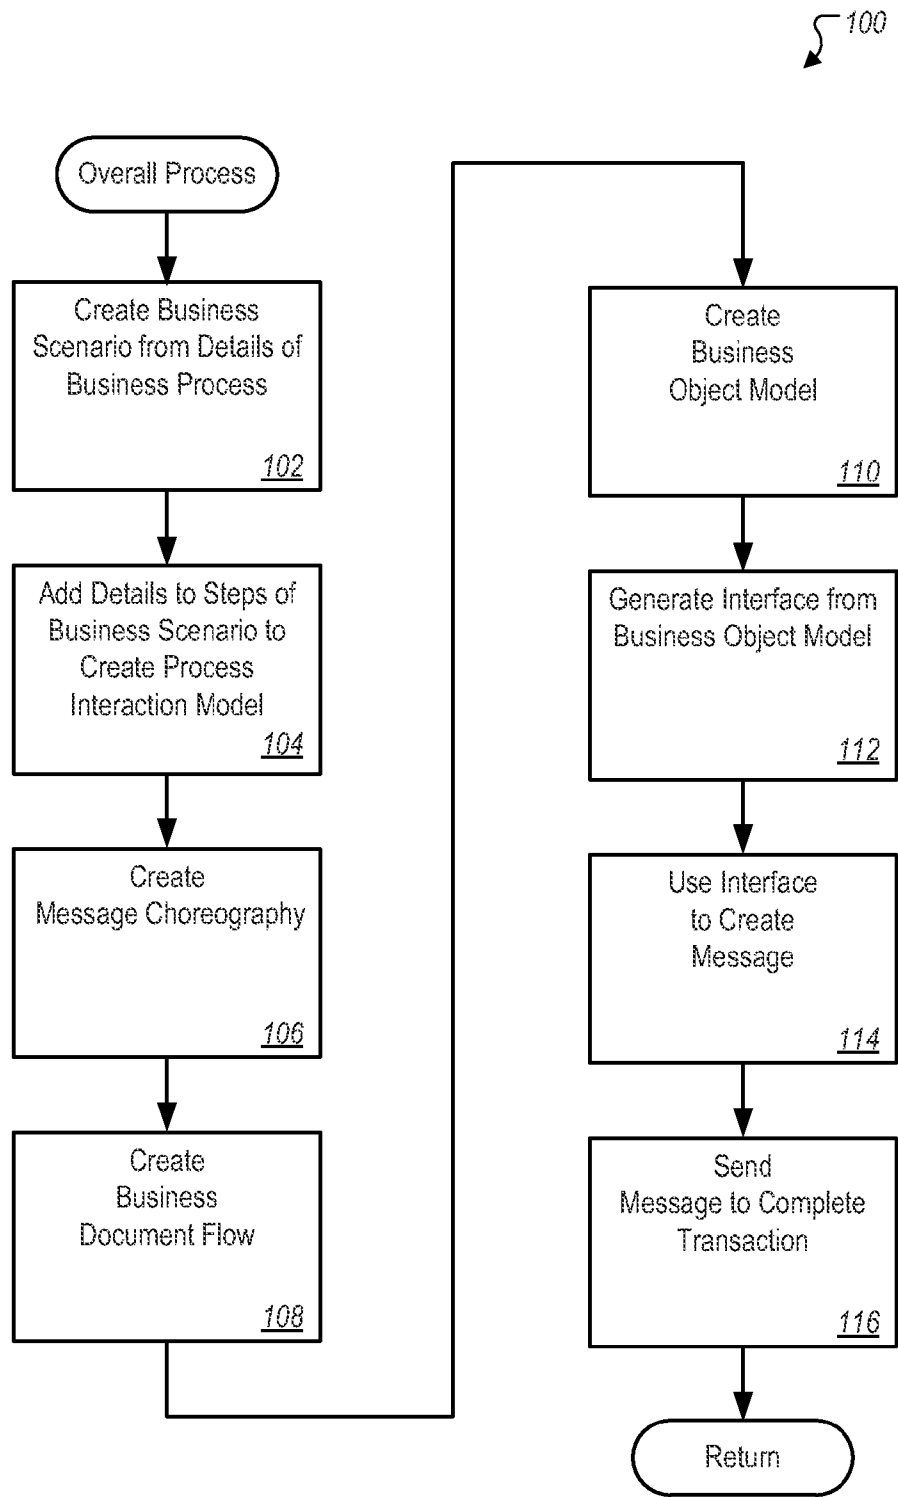 100
Overall Process
Create Business
Scenario from Details of
Business Process
102
Add Details to Steps of
Business Scenario to
Create Process
Interaction Model
104
Create
Message Choreography
106
Create
Business
Document Flow
108
Create
Business
Object Model
110
Generate Interface from
Business Object Model
112
Use Interface
to Create
Message
114
Send
Message to Complete
Transaction
116
Return